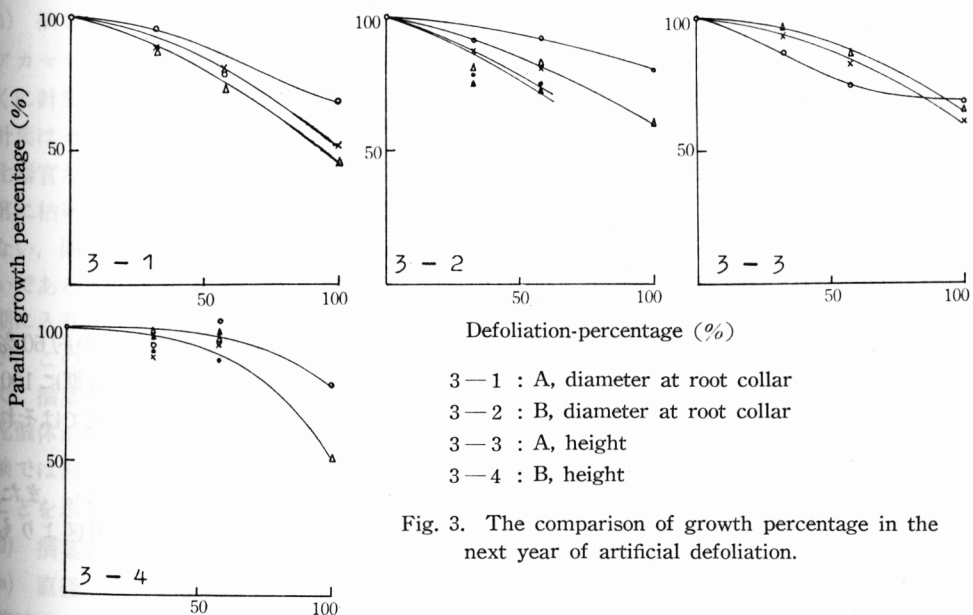 Parallel growth percentage (%)
100
50
3 - 1
50
100
100
50
3 - 2
50
100
100
50
3 - 3
50
100
100
50
3 - 4
50
100
Defoliation-percentage (%)
3—1 : A, diameter at root collar
3—2 : B, diameter at root collar
3—3 : A, height
3—4 : B, height
Fig. 3. The comparison of growth percentage in the
next year of artificial defoliation.